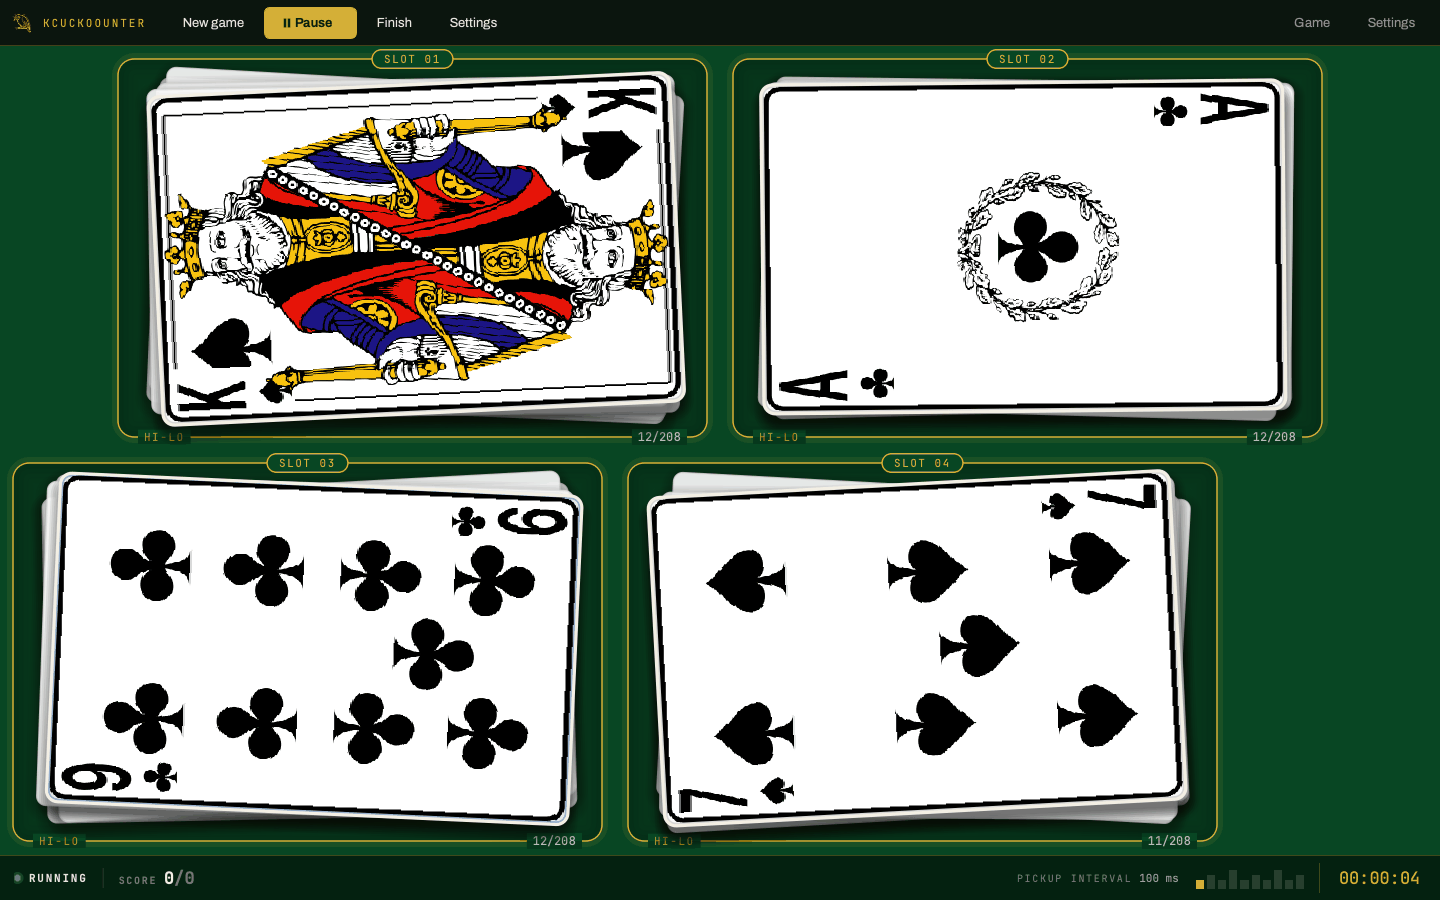 KCUCKOOUNTER
New game
Pause
Finish
Settings
Game
Settings
SLOT 01
K
K
HI-LO
12/208
SLOT 02
A
A
HI-LO
12/208
SLOT 03
9
9
HI-LO
12/208
SLOT 04
7
7
HI-LO
11/208
RUNNING
SCORE 0/0
PICKUP INTERVAL 100 ms
00:00:04